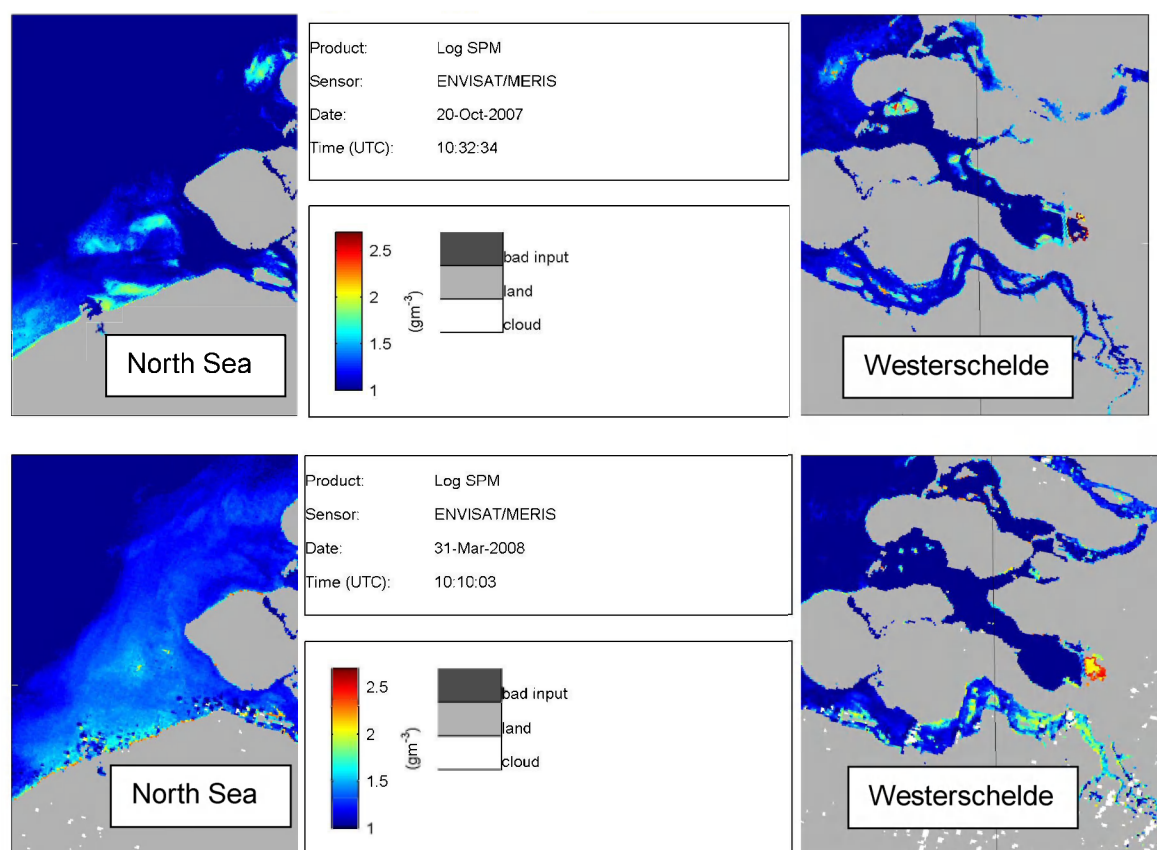 Product: Log SPM
Sensor: ENVISAT/MERIS
Date: 20-Oct-2007
Time (UTC): 10:32:34
2.5
2
1.5
1
(gm-3)
bad input
land
cloud
North Sea
Westerschelde
Product: Log SPM
Sensor: ENVISAT/MERIS
Date: 31-Mar-2008
Time (UTC): 10:10:03
2.5
2
1.5
1
(gm-3)
bad input
land
cloud
North Sea
Westerschelde